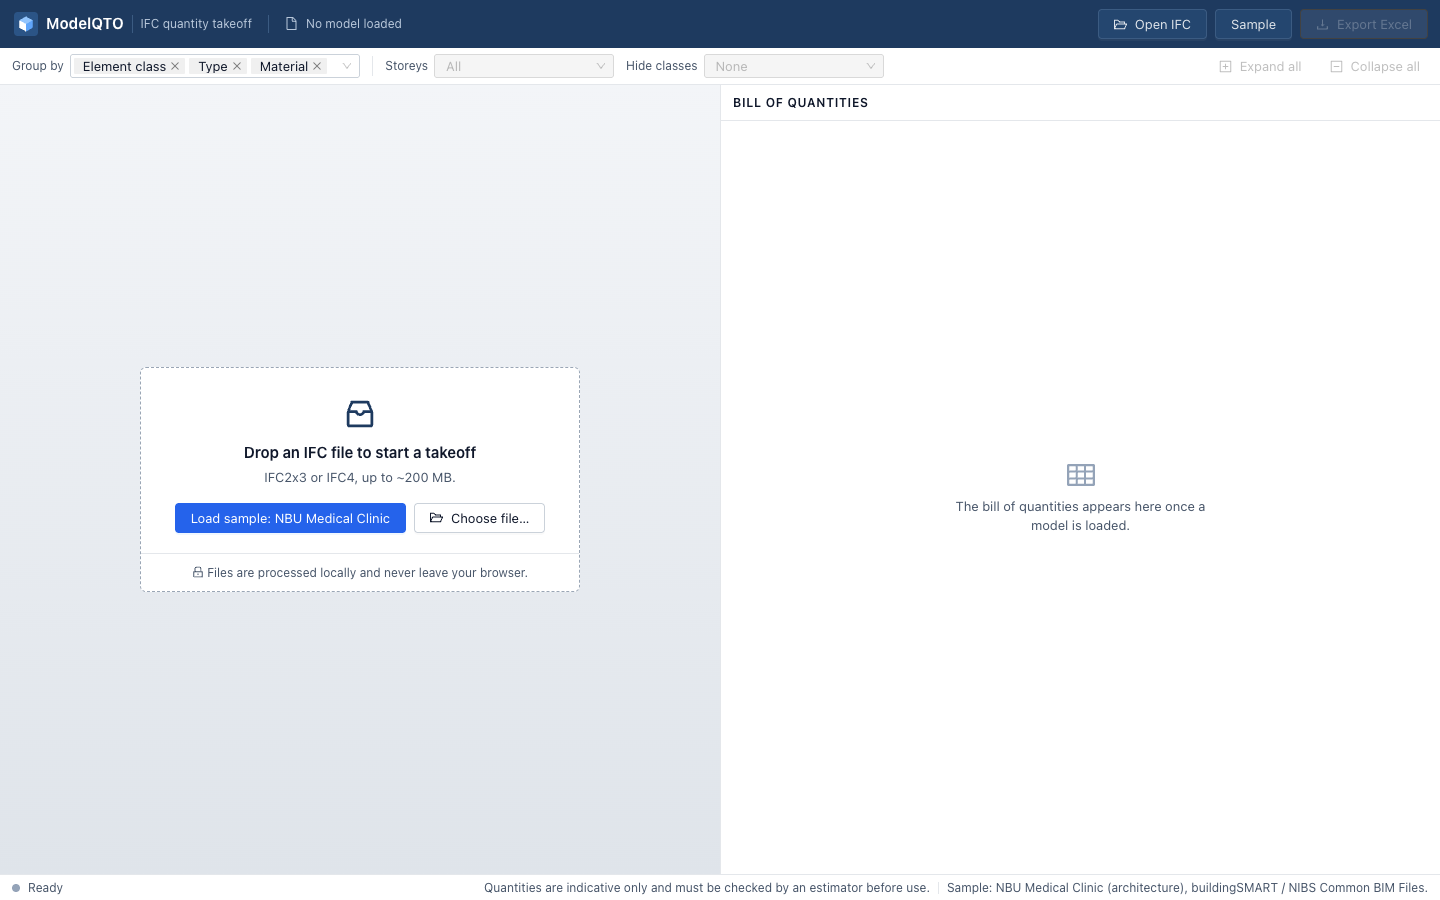 ModelQTO IFC quantity takeoff No model loaded Open IFC Sample Export Excel
Group by Element class Type Material Storeys All Hide classes None Expand all Collapse all
BILL OF QUANTITIES
Drop an IFC file to start a takeoff
IFC2x3 or IFC4, up to ~200 MB.
Load sample: NBU Medical Clinic Choose file...
Files are processed locally and never leave your browser.
The bill of quantities appears here once a
model is loaded.
Ready Quantities are indicative only and must be checked by an estimator before use. Sample: NBU Medical Clinic (architecture), buildingSMART / NIBS Common BIM Files.